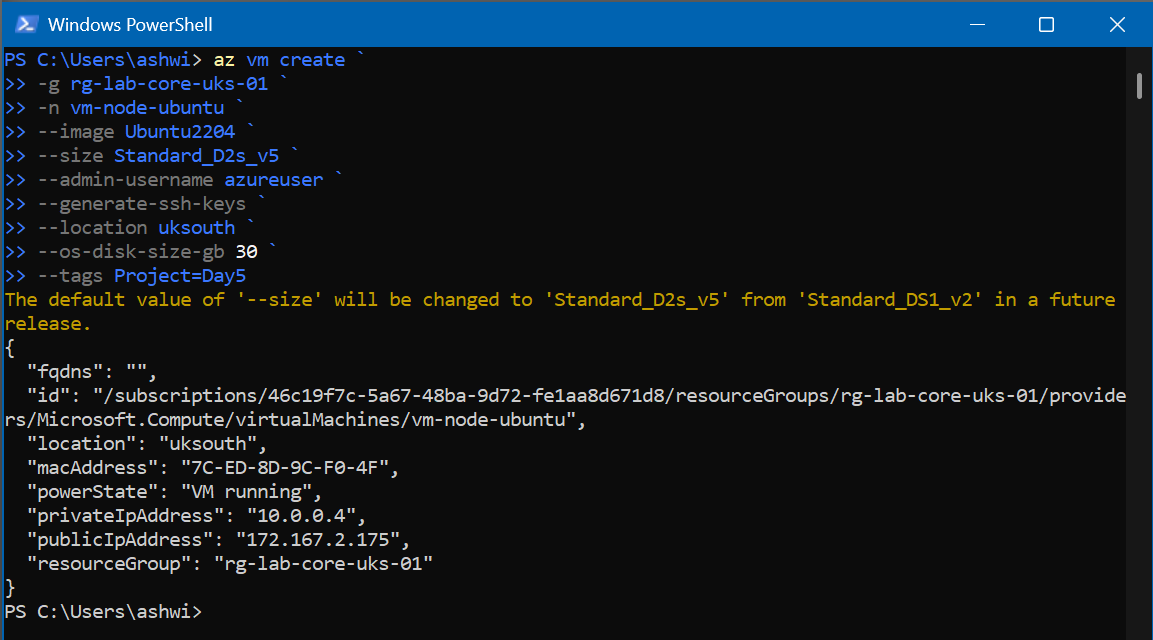 Windows PowerShell
PS C:\Users\ashwi> az vm create `
>> -g rg-lab-core-uks-01 `
>> -n vm-node-ubuntu `
>> --image Ubuntu2204 `
>> --size Standard_D2s_v5 `
>> --admin-username azureuser `
>> --generate-ssh-keys `
>> --location uksouth `
>> --os-disk-size-gb 30 `
>> --tags Project=Day5
The default value of '--size' will be changed to 'Standard_D2s_v5' from 'Standard_DS1_v2' in a future
release.
{
  "fqdns": "",
  "id": "/subscriptions/46c19f7c-5a67-48ba-9d72-fe1aa8d671d8/resourceGroups/rg-lab-core-uks-01/provide
rs/Microsoft.Compute/virtualMachines/vm-node-ubuntu",
  "location": "uksouth",
  "macAddress": "7C-ED-8D-9C-F0-4F",
  "powerState": "VM running",
  "privateIpAddress": "10.0.0.4",
  "publicIpAddress": "172.167.2.175",
  "resourceGroup": "rg-lab-core-uks-01"
}
PS C:\Users\ashwi>